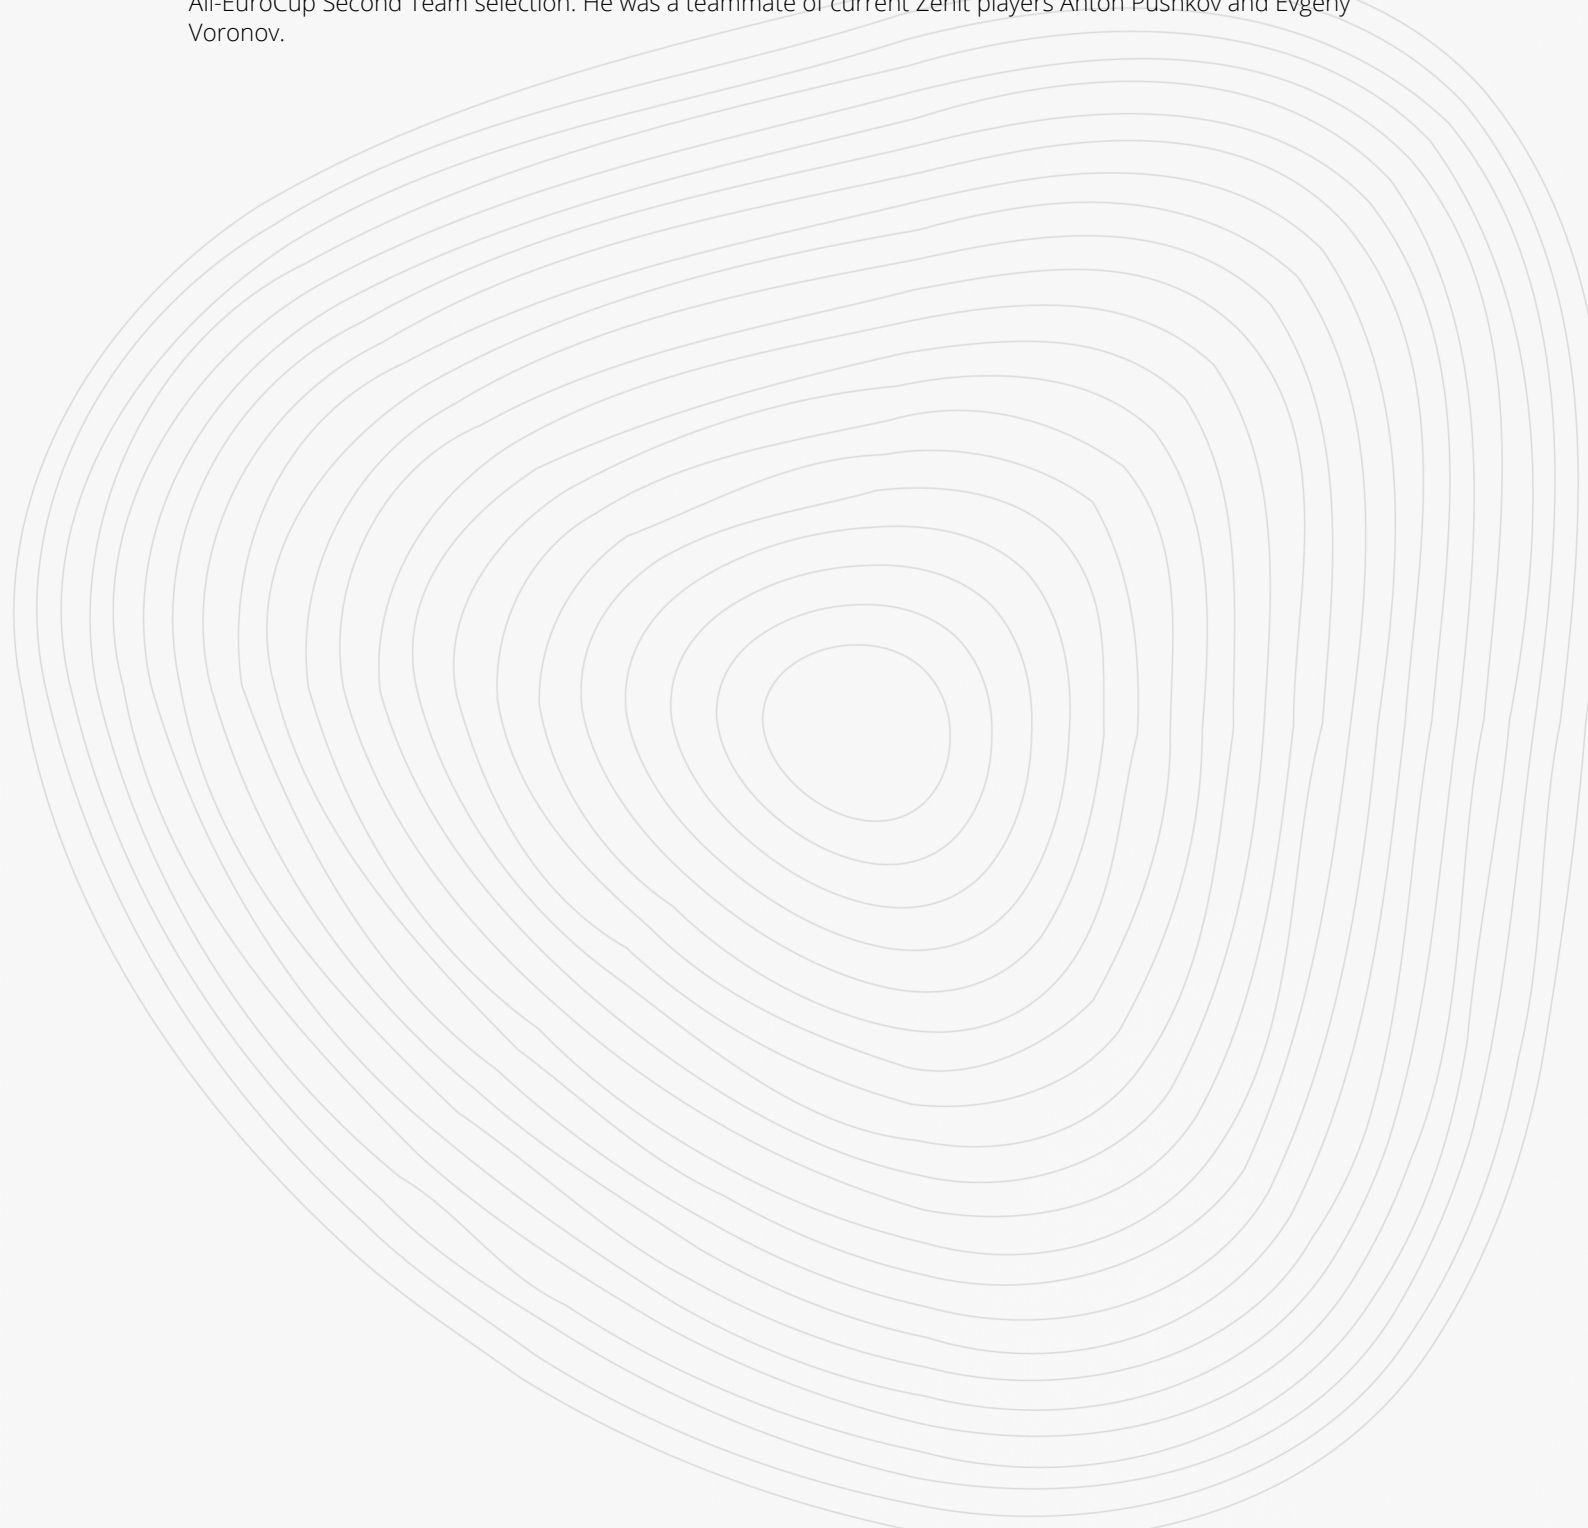 All-EuroCup Second Team selection. He was a teammate of current Zenit players Anton Pushkov and Evgeny
Voronov.